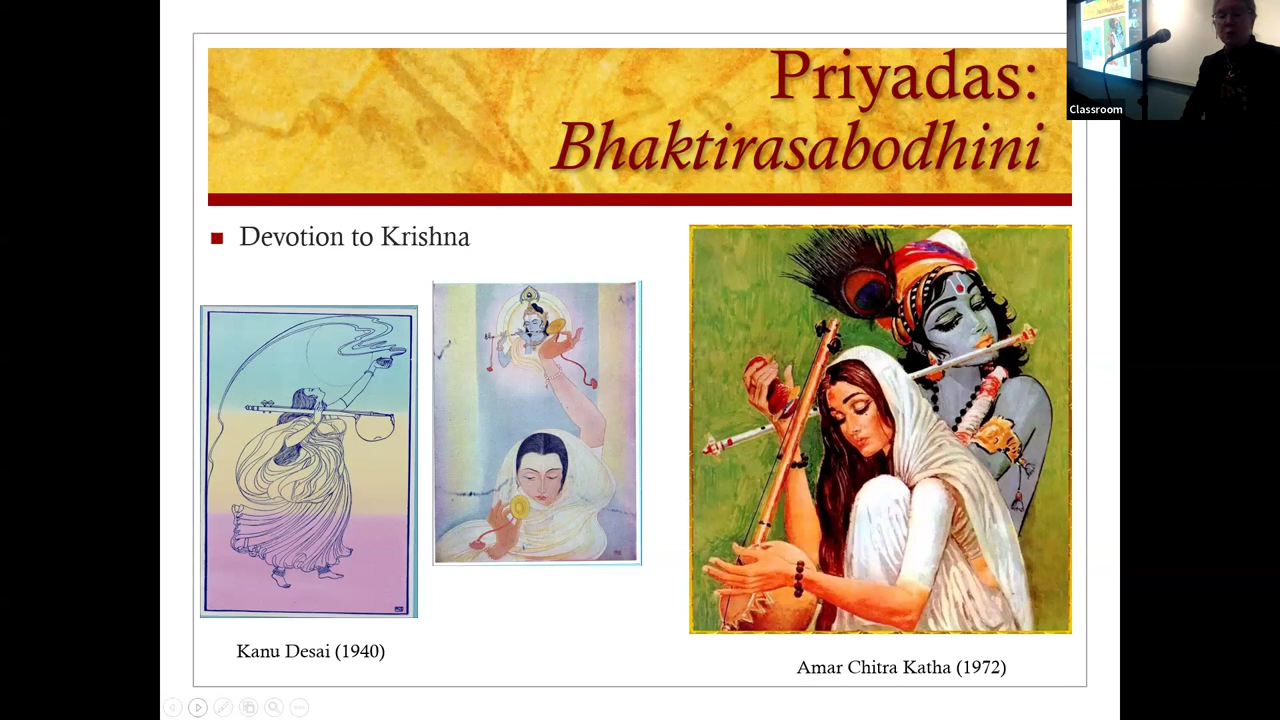 Priyadas:
Bhaktirasabodhini
Classroom
Devotion to Krishna
Kanu Desai (1940)
Amar Chitra Katha (1972)